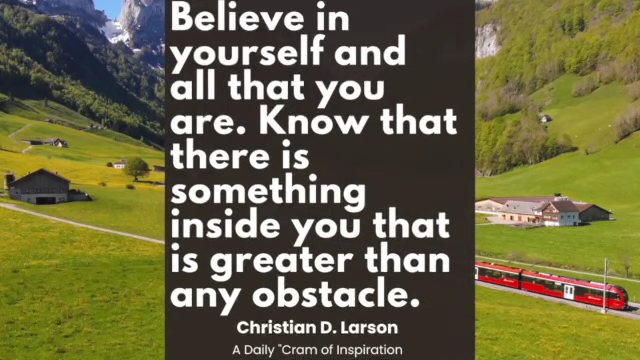 Believe in
yourself and
all that you
are. Know that
there is
something
inside you that
is greater than
any obstacle.
Christian D. Larson
A Daily "Cram of Inspiration